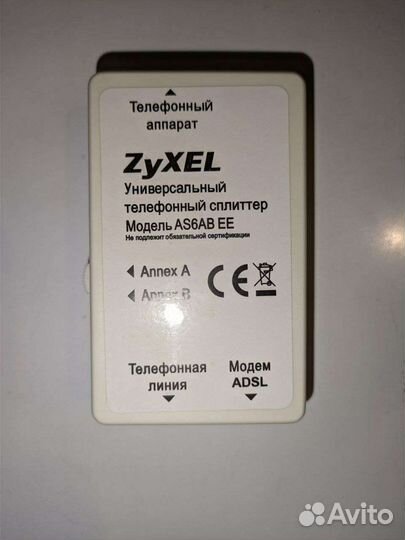 Телефонный
аппарат
ZyXEL
Универсальный
телефонный сплиттер
Модель AS6AB EE
Не подлежит обязательной сертификации
Annex A
Annex B
CE
Телефонная
линия
Модем
ADSL
Avito